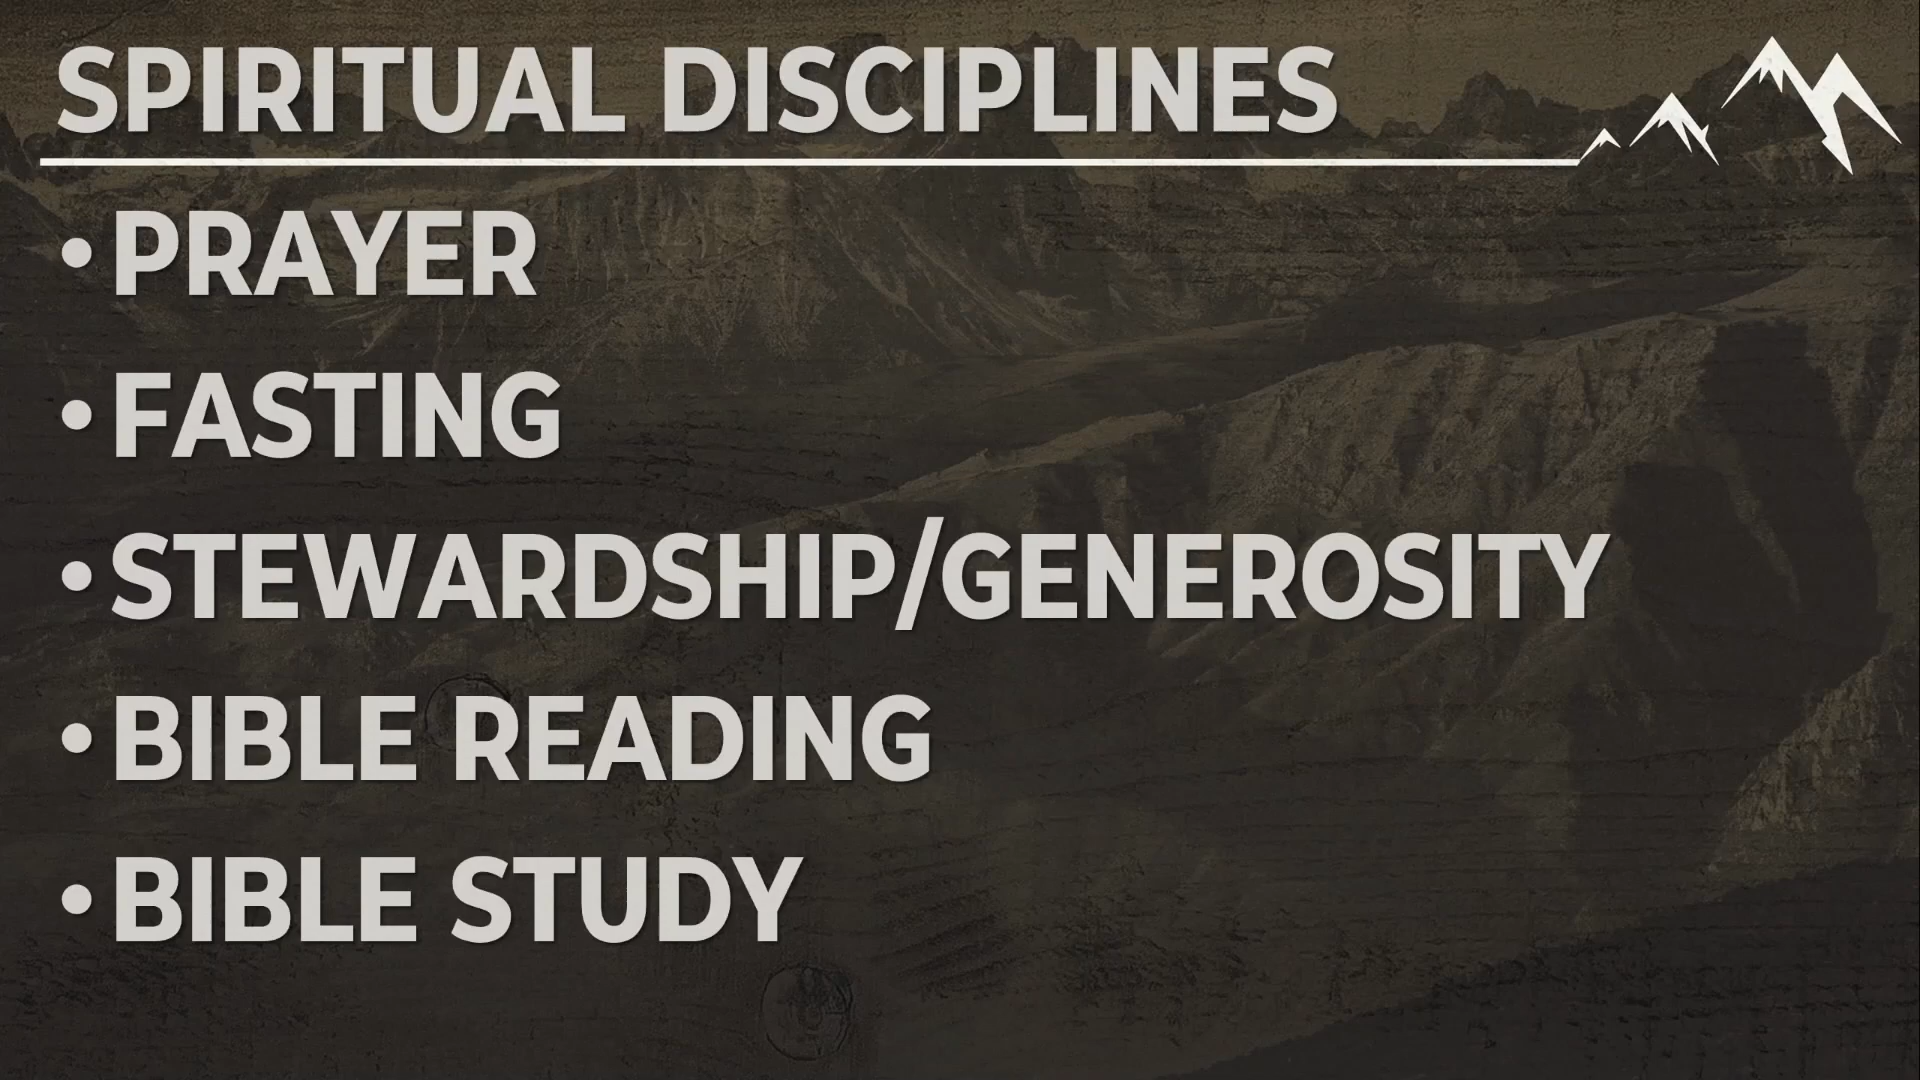 SPIRITUAL DISCIPLINES
• PRAYER
• FASTING
• STEWARDSHIP/GENEROSITY
• BIBLE READING
• BIBLE STUDY